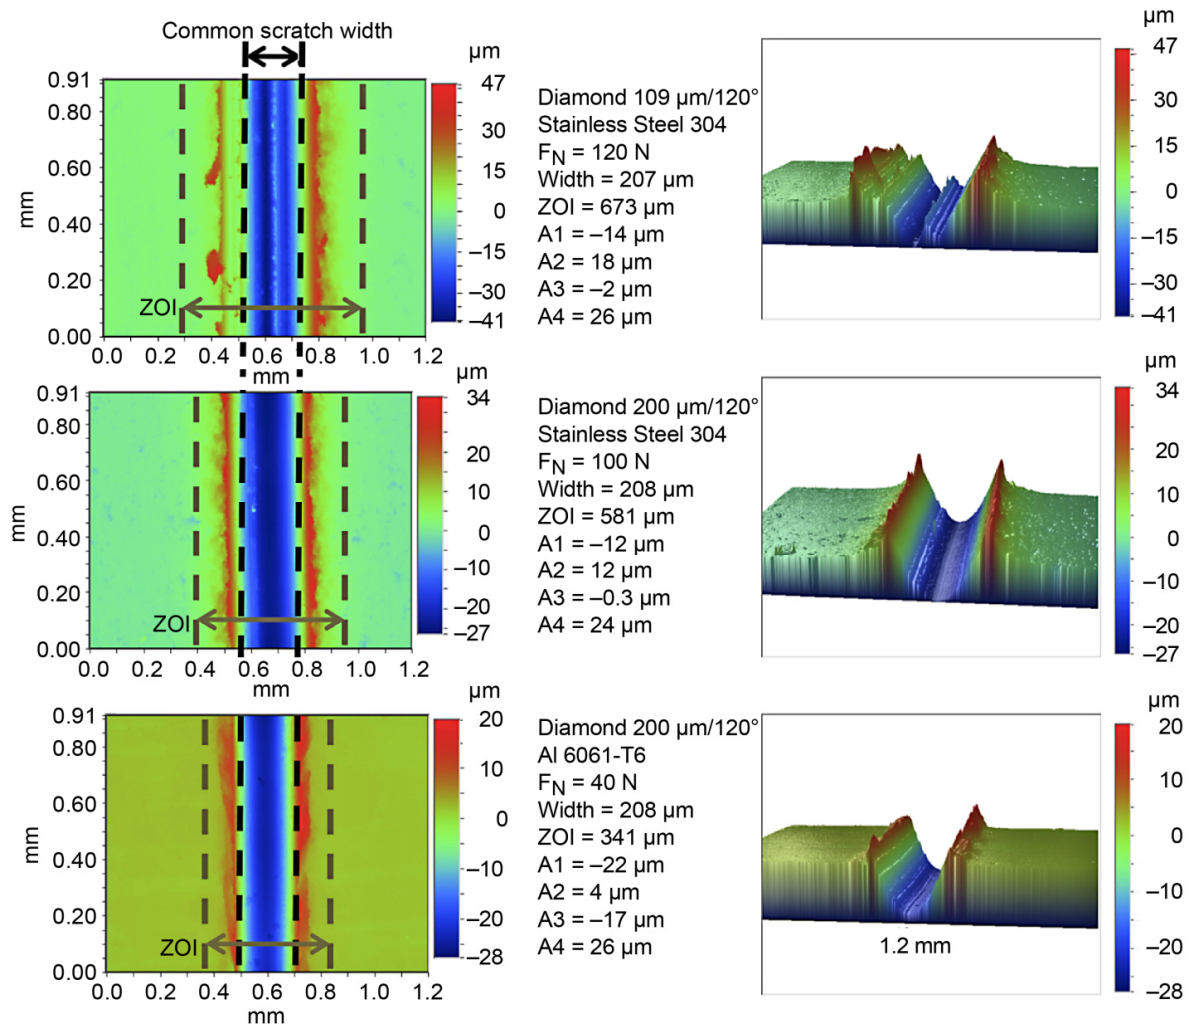 Common scratch width
µm
0.91
0.80
0.60
0.40
0.20
0.00
mm
ZOI
0.0 0.2 0.4 0.6 0.8 1.0 1.2
mm
47
30
15
0
–15
–30
–41
Diamond 109 µm/120°
Stainless Steel 304
FN = 120 N
Width = 207 µm
ZOI = 673 µm
A1 = –14 µm
A2 = 18 µm
A3 = –2 µm
A4 = 26 µm
µm
47
30
15
0
–15
–30
–41
µm
0.91
0.80
0.60
0.40
0.20
0.00
mm
ZOI
0.0 0.2 0.4 0.6 0.8 1.0 1.2
mm
34
20
10
0
–10
–20
–27
Diamond 200 µm/120°
Stainless Steel 304
FN = 100 N
Width = 208 µm
ZOI = 581 µm
A1 = –12 µm
A2 = 12 µm
A3 = –0.3 µm
A4 = 24 µm
µm
34
20
10
0
–10
–20
–27
µm
0.91
0.80
0.60
0.40
0.20
0.00
mm
ZOI
0.0 0.2 0.4 0.6 0.8 1.0 1.2
mm
20
10
0
–10
–20
–28
Diamond 200 µm/120°
Al 6061-T6
FN = 40 N
Width = 208 µm
ZOI = 341 µm
A1 = –22 µm
A2 = 4 µm
A3 = –17 µm
A4 = 26 µm
1.2 mm
µm
20
10
0
–10
–20
–28